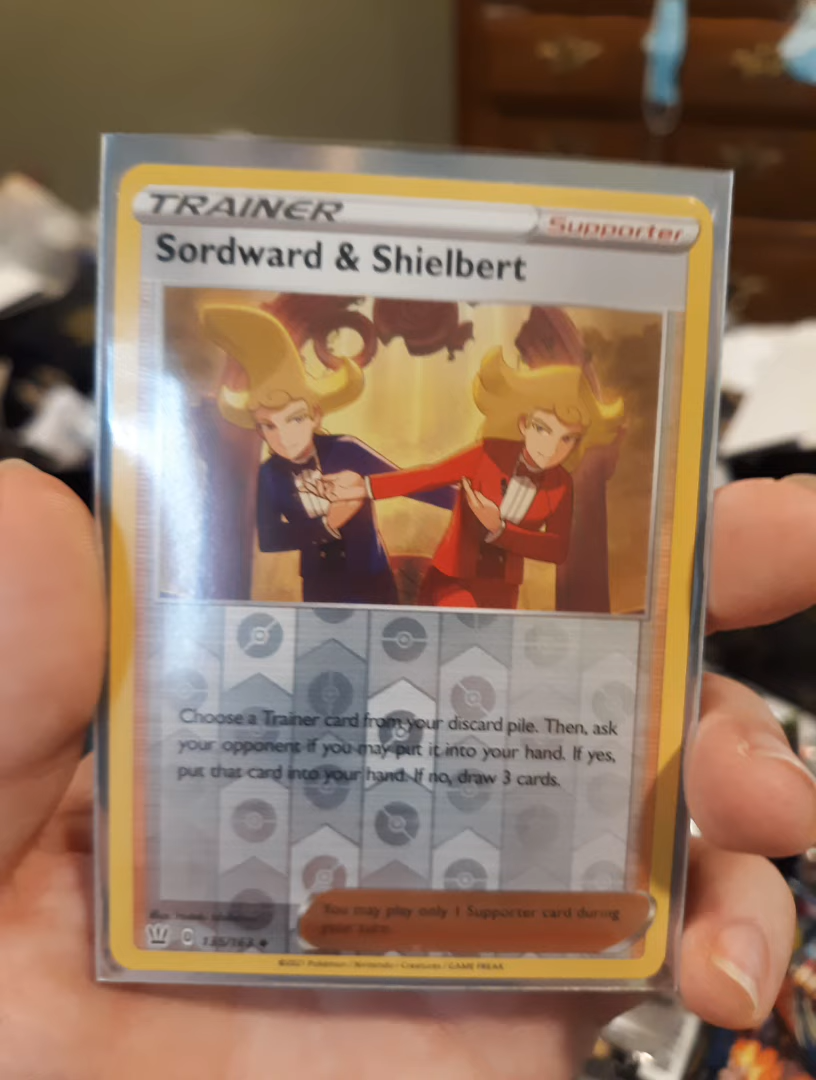 TRAINER
Supporter
Sordward & Shielbert
Choose a Trainer card from your discard pile. Then, ask
your opponent if you may put it into your hand. If yes,
put that card into your hand. If no, draw 3 cards.
You may play only 1 Supporter card during
your turn.
135/163
©2021 Pokémon / Nintendo / Creatures / GAME FREAK